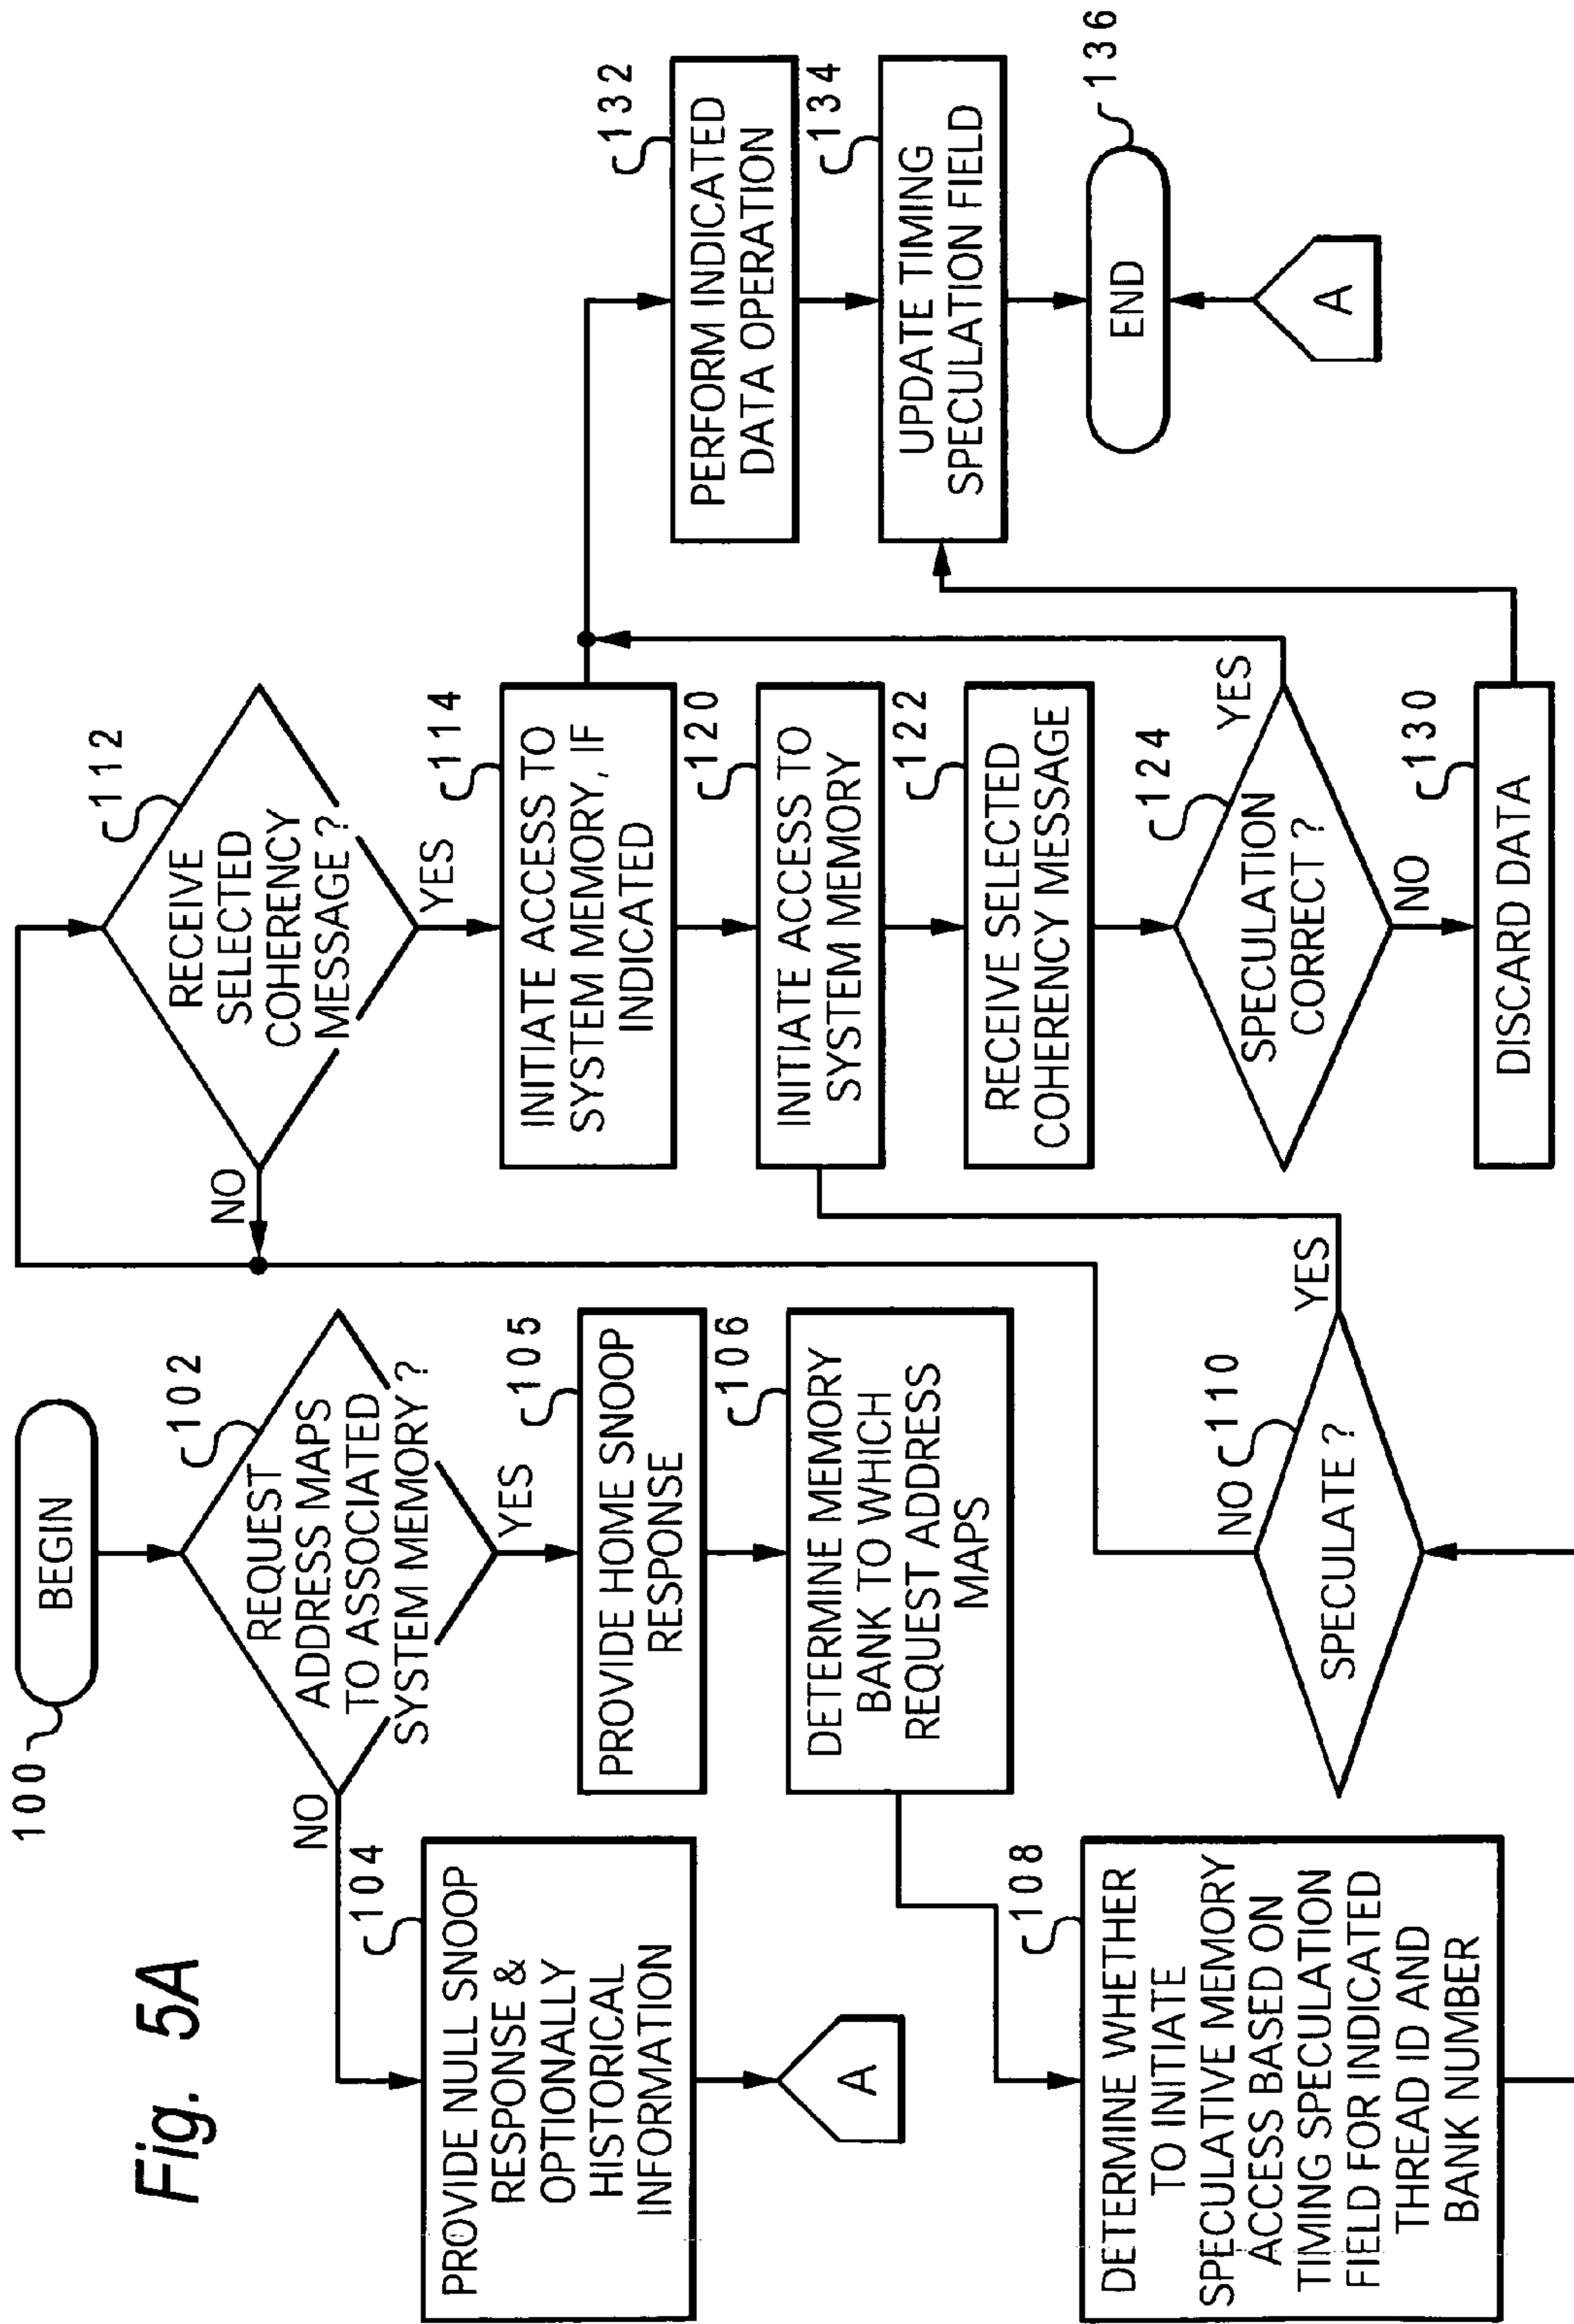 Fig. 5A
100
BEGIN
102
REQUEST
ADDRESS MAPS
TO ASSOCIATED
SYSTEM MEMORY ?
NO
YES
104
PROVIDE NULL SNOOP
RESPONSE &
OPTIONALLY
HISTORICAL
INFORMATION
A
105
PROVIDE HOME SNOOP
RESPONSE
106
DETERMINE MEMORY
BANK TO WHICH
REQUEST ADDRESS
MAPS
108
DETERMINE WHETHER
TO INITIATE
SPECULATIVE MEMORY
ACCESS BASED ON
TIMING SPECULATION
FIELD FOR INDICATED
THREAD ID AND
BANK NUMBER
110
SPECULATE ?
NO
YES
112
RECEIVE
SELECTED
COHERENCY
MESSAGE ?
NO
YES
114
INITIATE ACCESS TO
SYSTEM MEMORY, IF
INDICATED
120
INITIATE ACCESS TO
SYSTEM MEMORY
122
RECEIVE SELECTED
COHERENCY MESSAGE
124
SPECULATION
CORRECT ?
YES
NO
130
DISCARD DATA
132
PERFORM INDICATED
DATA OPERATION
134
UPDATE TIMING
SPECULATION FIELD
136
END
A